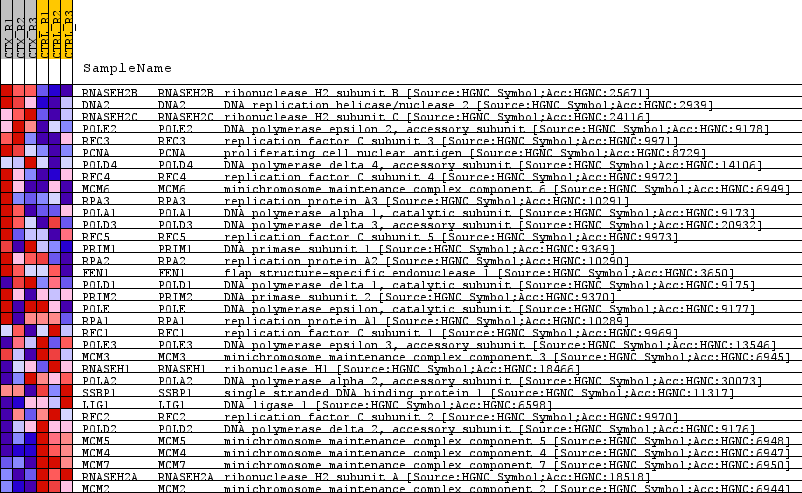 CTX_R1 CTX_R2 CTX_R3 CTRL_R1 CTRL_R2 CTRL_R3
SampleName
RNASEH2B RNASEH2B ribonuclease H2 subunit B [Source:HGNC Symbol;Acc:HGNC:25671]
DNA2 DNA2 DNA replication helicase/nuclease 2 [Source:HGNC Symbol;Acc:HGNC:2939]
RNASEH2C RNASEH2C ribonuclease H2 subunit C [Source:HGNC Symbol;Acc:HGNC:24116]
POLE2 POLE2 DNA polymerase epsilon 2, accessory subunit [Source:HGNC Symbol;Acc:HGNC:9178]
RFC3 RFC3 replication factor C subunit 3 [Source:HGNC Symbol;Acc:HGNC:9971]
PCNA PCNA proliferating cell nuclear antigen [Source:HGNC Symbol;Acc:HGNC:8729]
POLD4 POLD4 DNA polymerase delta 4, accessory subunit [Source:HGNC Symbol;Acc:HGNC:14106]
RFC4 RFC4 replication factor C subunit 4 [Source:HGNC Symbol;Acc:HGNC:9972]
MCM6 MCM6 minichromosome maintenance complex component 6 [Source:HGNC Symbol;Acc:HGNC:6949]
RPA3 RPA3 replication protein A3 [Source:HGNC Symbol;Acc:HGNC:10291]
POLA1 POLA1 DNA polymerase alpha 1, catalytic subunit [Source:HGNC Symbol;Acc:HGNC:9173]
POLD3 POLD3 DNA polymerase delta 3, accessory subunit [Source:HGNC Symbol;Acc:HGNC:20932]
RFC5 RFC5 replication factor C subunit 5 [Source:HGNC Symbol;Acc:HGNC:9973]
PRIM1 PRIM1 DNA primase subunit 1 [Source:HGNC Symbol;Acc:HGNC:9369]
RPA2 RPA2 replication protein A2 [Source:HGNC Symbol;Acc:HGNC:10290]
FEN1 FEN1 flap structure-specific endonuclease 1 [Source:HGNC Symbol;Acc:HGNC:3650]
POLD1 POLD1 DNA polymerase delta 1, catalytic subunit [Source:HGNC Symbol;Acc:HGNC:9175]
PRIM2 PRIM2 DNA primase subunit 2 [Source:HGNC Symbol;Acc:HGNC:9370]
POLE POLE DNA polymerase epsilon, catalytic subunit [Source:HGNC Symbol;Acc:HGNC:9177]
RPA1 RPA1 replication protein A1 [Source:HGNC Symbol;Acc:HGNC:10289]
RFC1 RFC1 replication factor C subunit 1 [Source:HGNC Symbol;Acc:HGNC:9969]
POLE3 POLE3 DNA polymerase epsilon 3, accessory subunit [Source:HGNC Symbol;Acc:HGNC:13546]
MCM3 MCM3 minichromosome maintenance complex component 3 [Source:HGNC Symbol;Acc:HGNC:6945]
RNASEH1 RNASEH1 ribonuclease H1 [Source:HGNC Symbol;Acc:HGNC:18466]
POLA2 POLA2 DNA polymerase alpha 2, accessory subunit [Source:HGNC Symbol;Acc:HGNC:30073]
SSBP1 SSBP1 single stranded DNA binding protein 1 [Source:HGNC Symbol;Acc:HGNC:11317]
LIG1 LIG1 DNA ligase 1 [Source:HGNC Symbol;Acc:HGNC:6598]
RFC2 RFC2 replication factor C subunit 2 [Source:HGNC Symbol;Acc:HGNC:9970]
POLD2 POLD2 DNA polymerase delta 2, accessory subunit [Source:HGNC Symbol;Acc:HGNC:9176]
MCM5 MCM5 minichromosome maintenance complex component 5 [Source:HGNC Symbol;Acc:HGNC:6948]
MCM4 MCM4 minichromosome maintenance complex component 4 [Source:HGNC Symbol;Acc:HGNC:6947]
MCM7 MCM7 minichromosome maintenance complex component 7 [Source:HGNC Symbol;Acc:HGNC:6950]
RNASEH2A RNASEH2A ribonuclease H2 subunit A [Source:HGNC Symbol;Acc:HGNC:18518]
MCM2 MCM2 minichromosome maintenance complex component 2 [Source:HGNC Symbol;Acc:HGNC:6944]